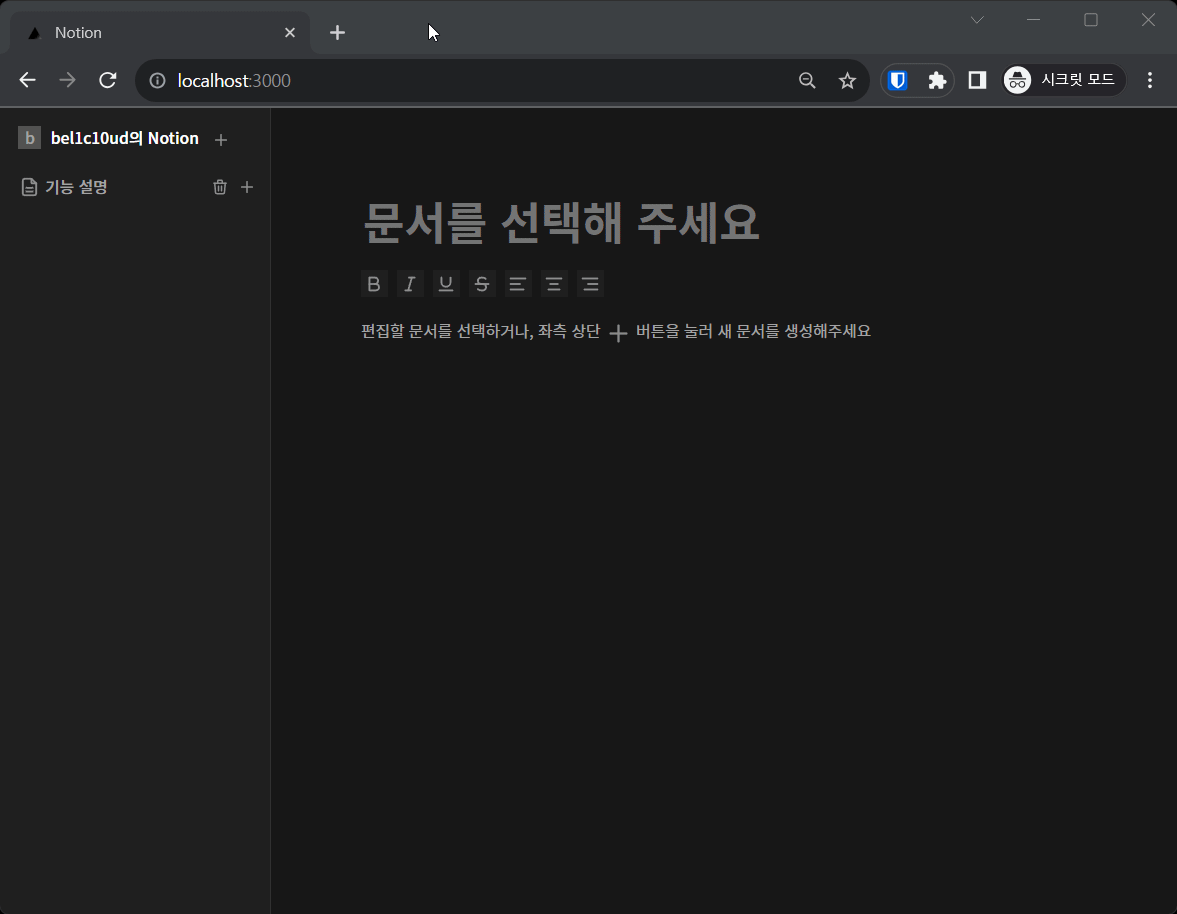 Notion
localhost:3000
시크릿 모드
b bel1c10ud의 Notion
기능 설명
문서를 선택해 주세요
B I U S
편집할 문서를 선택하거나, 좌측 상단 + 버튼을 눌러 새 문서를 생성해주세요